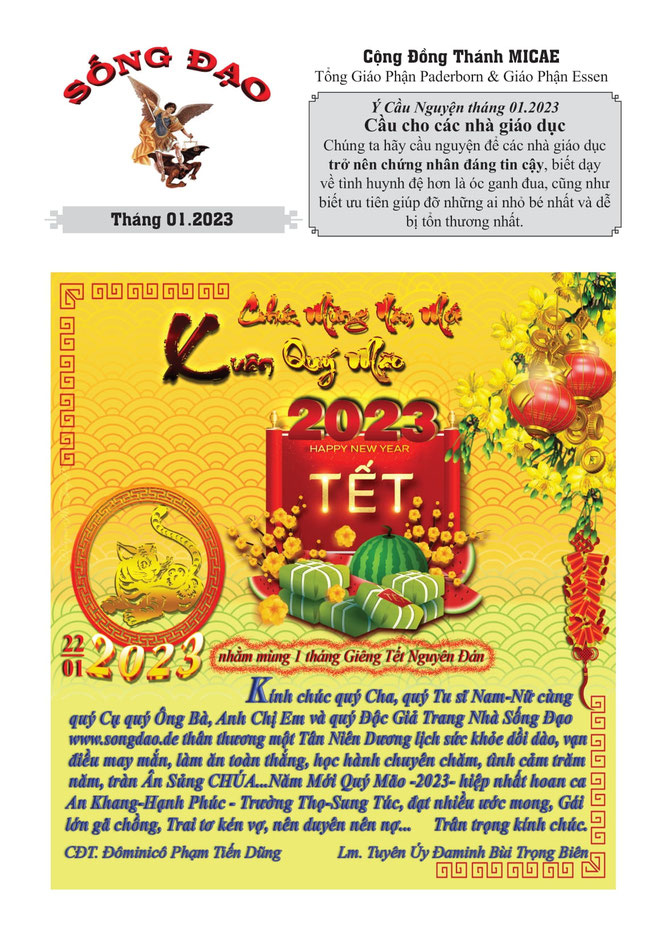 SỐNG ĐẠO
Tháng 01.2023
Cộng Đồng Thánh MICAE
Tổng Giáo Phận Paderborn & Giáo Phận Essen
Ý Cầu Nguyện tháng 01.2023
Cầu cho các nhà giáo dục
Chúng ta hãy cầu nguyện để các nhà giáo dục
trở nên chứng nhân đáng tin cậy, biết dạy
về tình huynh đệ hơn là óc ganh đua, cũng như
biết ưu tiên giúp đỡ những ai nhỏ bé nhất và dễ
bị tổn thương nhất.
Chúc Mừng Năm Mới
Xuân Quý Mão
2023
HAPPY NEW YEAR
TẾT
22
01 2023
nhằm mùng 1 tháng Giêng Tết Nguyên Đán
Kính chúc quý Cha, quý Tu sĩ Nam-Nữ cùng
quý Cụ quý Ông Bà, Anh Chị Em và quý Độc Giả Trang Nhà Sống Đạo
www.songdao.de thân thương một Tân Niên Dương lịch sức khỏe dồi dào, vạn
điều may mắn, làm ăn toàn thắng, học hành chuyên chăm, tình cảm trăm
năm, tràn Ân Sủng CHÚA...Năm Mới Quý Mão -2023- hiệp nhất hoan ca
An Khang-Hạnh Phúc - Trường Thọ-Sung Túc, đạt nhiều ước mong, Gái
lớn gã chồng, Trai tơ kén vợ, nên duyên nên nợ... Trân trọng kính chúc.
CĐT. Đôminicô Phạm Tiến Dũng Lm. Tuyên Úy Đaminh Bùi Trọng Biên